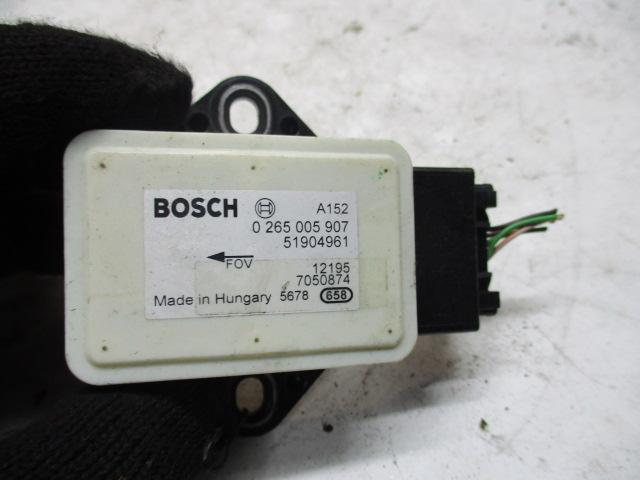 BOSCH A152
0 265 005 907
51904961
FOV 12195
7050874
Made in Hungary 5678 658